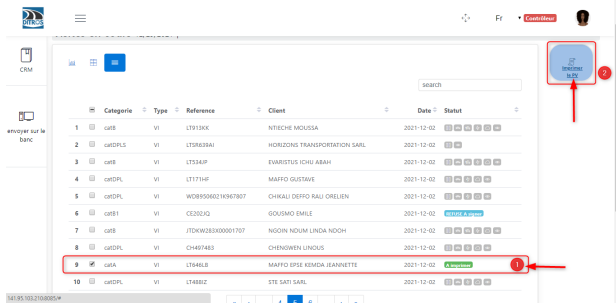 DITROS
Fr
Contrôleur
CRM
envoyer sur le
banc
Imprimer
le PV
2
search
Categorie Type Reference Client Date Statut
1 catB VI LT913KK NTIECHE MOUSSA 2021-12-02
2 catDPLS VI LTSR639AI HORIZONS TRANSPORTATION SARL 2021-12-02
3 catB VI LT534JP EVARISTUS ICHU ABAH 2021-12-02
4 catDPL VI LT171HF MAFFO GUSTAVE 2021-12-02
5 catDPL VI WDB9506021K967807 CHIKALI DEFFO RALI ORELIEN 2021-12-02
6 catB1 VI CE202JQ GOUSMO EMILE 2021-12-02 REFUSE A signer
7 catB VI JTDKW283X00001707 NGOIN NDUM LINDA NDOH 2021-12-02
8 catDPL VI CH497483 CHENGWEN LINOUS 2021-12-02
9 catA VI LT646LB MAFFO EPSE KEMDA JEANNETTE 2021-12-02 A imprimer 1
10 catDPL VI LT488IZ STE SATI SARL 2021-12-02
141.95.103.210:8085/#
4 5 6